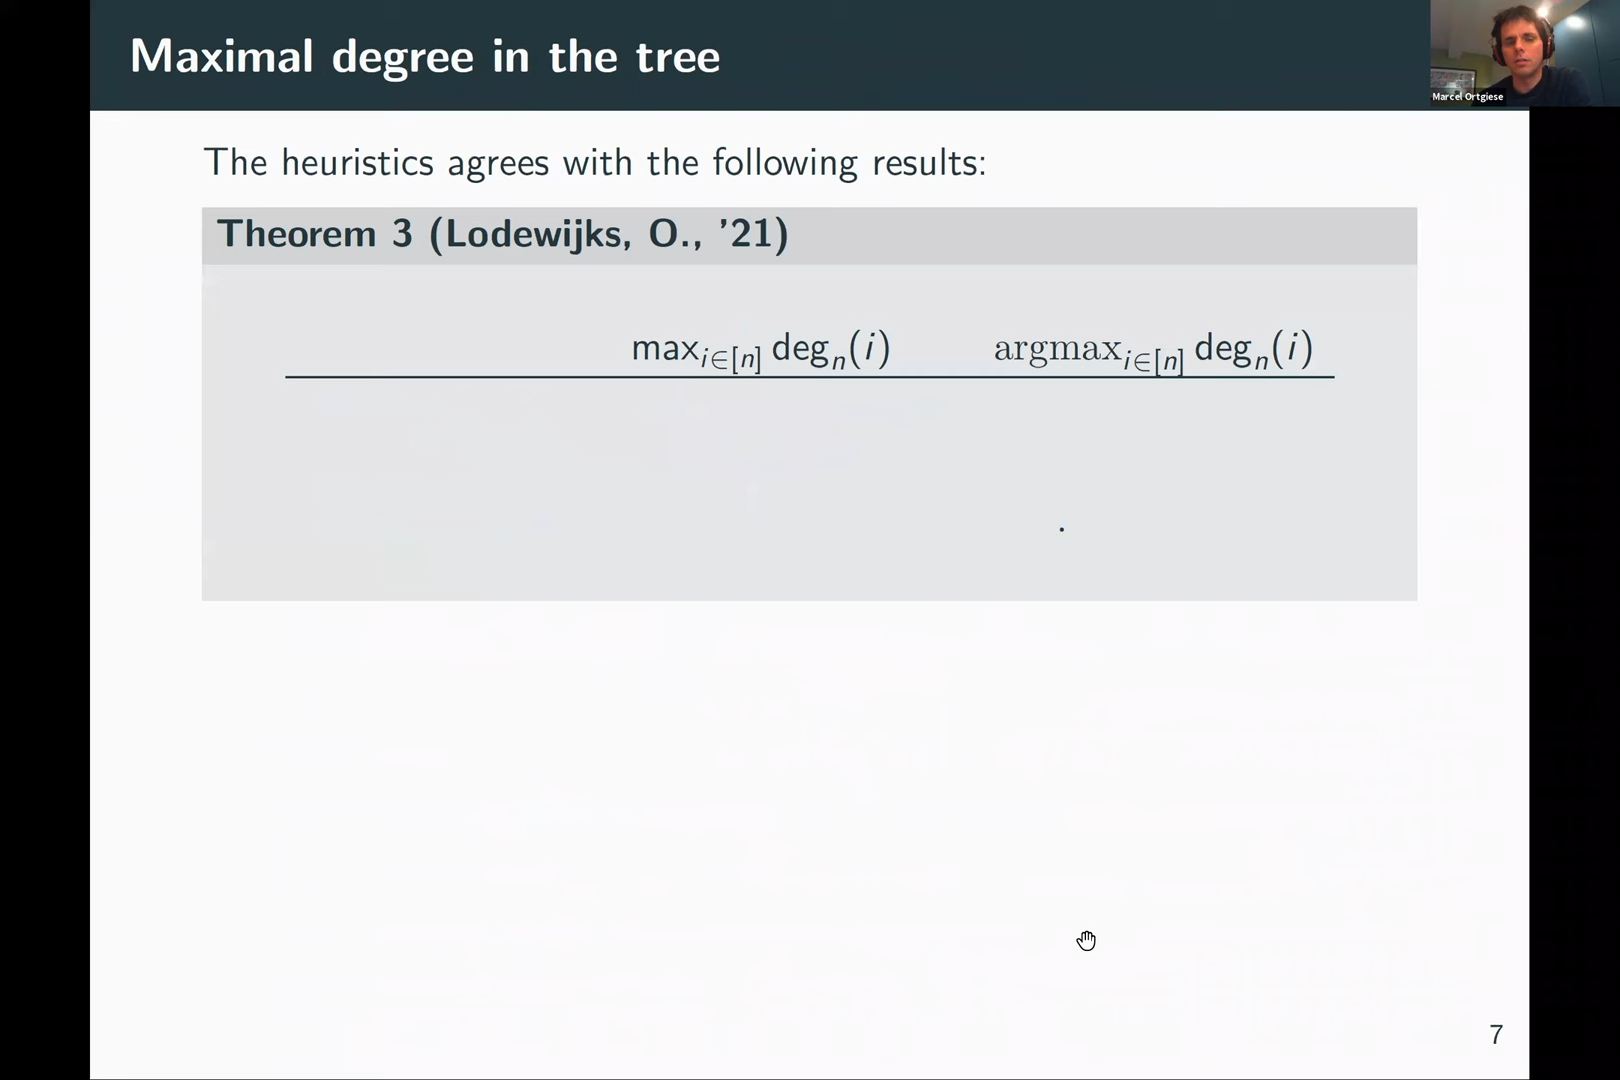 Maximal degree in the tree
Marcel Ortgiese
The heuristics agrees with the following results:
Theorem 3 (Lodewijks, O., ’21)
max_{i∈[n]} deg_n(i) argmax_{i∈[n]} deg_n(i)
.
7